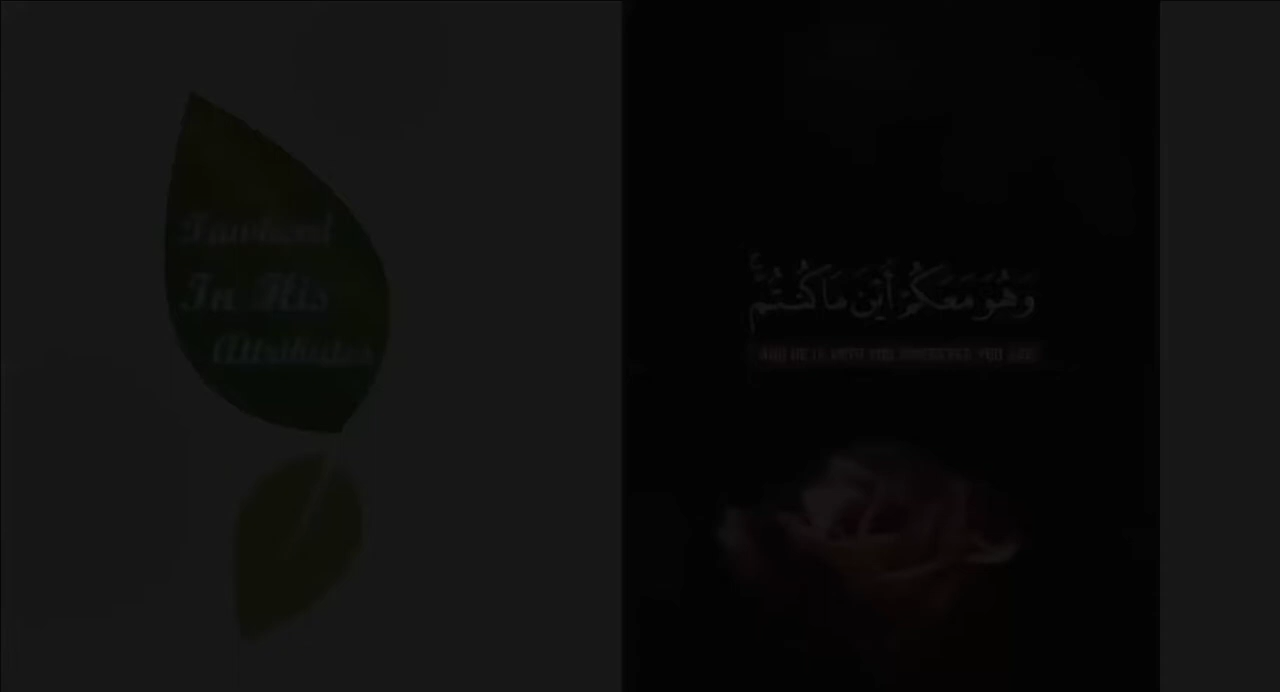 Tawheed
In His
Attributes
وَهُوَ مَعَكُمْ أَيْنَ مَا كُنتُمْ ۚ
AND HE IS WITH YOU WHEREVER YOU ARE